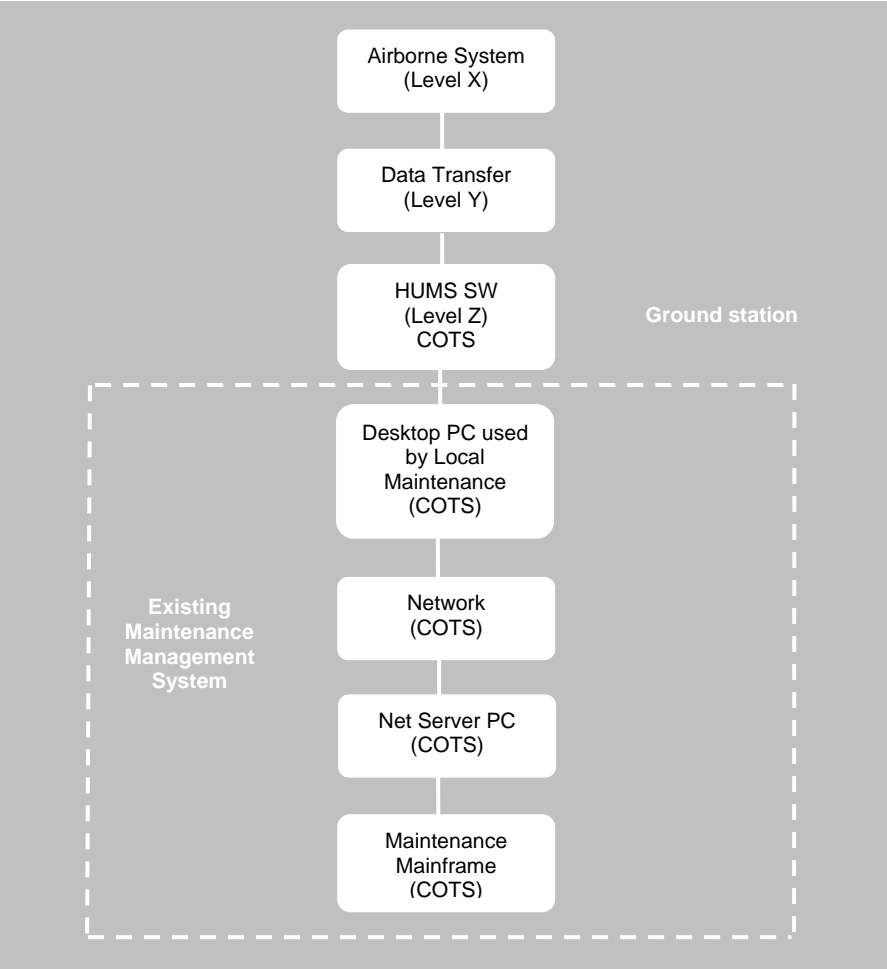 Airborne System
(Level X)
Data Transfer
(Level Y)
HUMS SW
(Level Z)
COTS
Ground station
Desktop PC used
by Local
Maintenance
(COTS)
Existing
Maintenance
Management
System
Network
(COTS)
Net Server PC
(COTS)
Maintenance
Mainframe
(COTS)